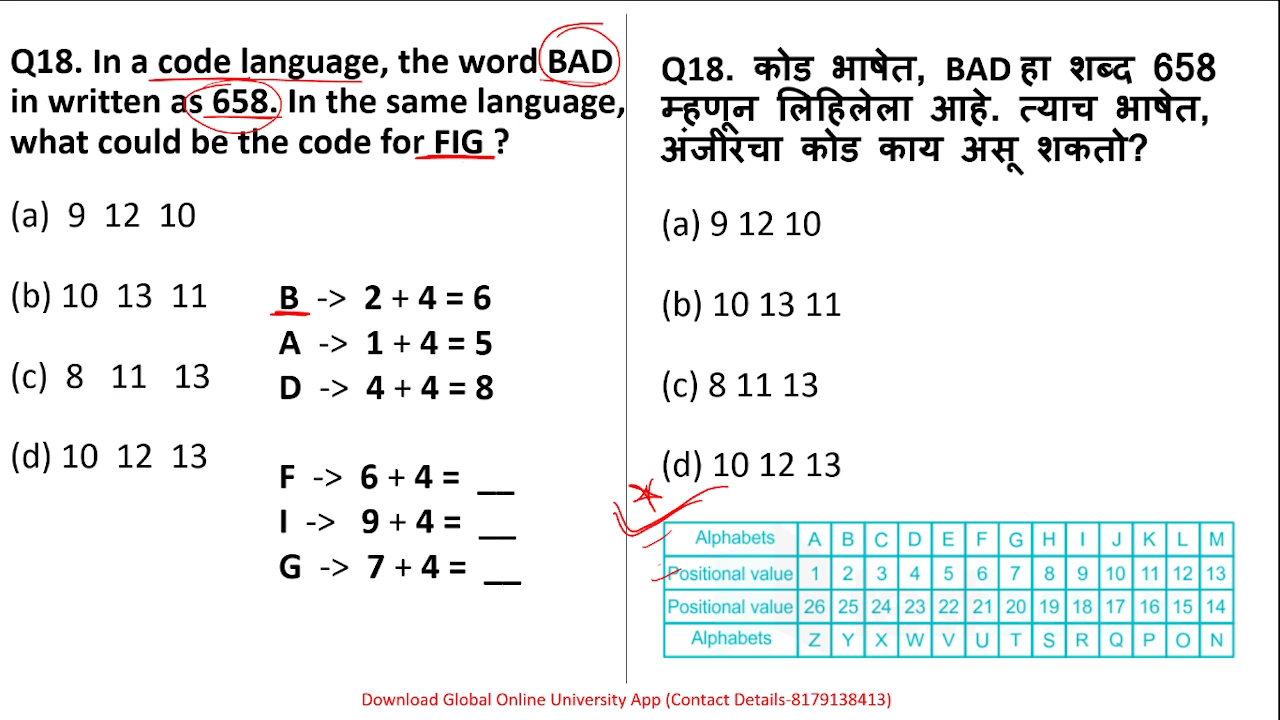 Q18. In a code language, the word BAD
in written as 658. In the same language,
what could be the code for FIG ?
(a) 9 12 10
(b) 10 13 11
(c) 8 11 13
(d) 10 12 13
B -> 2 + 4 = 6
A -> 1 + 4 = 5
D -> 4 + 4 = 8
F -> 6 + 4 = __
I -> 9 + 4 = __
G -> 7 + 4 = __
Q18. कोड भाषेत, BAD हा शब्द 658
म्हणून लिहिलेला आहे. त्याच भाषेत,
अंजीरचा कोड काय असू शकतो?
(a) 9 12 10
(b) 10 13 11
(c) 8 11 13
(d) 10 12 13
Alphabets A B C D E F G H I J K L M
Positional value 1 2 3 4 5 6 7 8 9 10 11 12 13
Positional value 26 25 24 23 22 21 20 19 18 17 16 15 14
Alphabets Z Y X W V U T S R Q P O N
Download Global Online University App (Contact Details-8179138413)